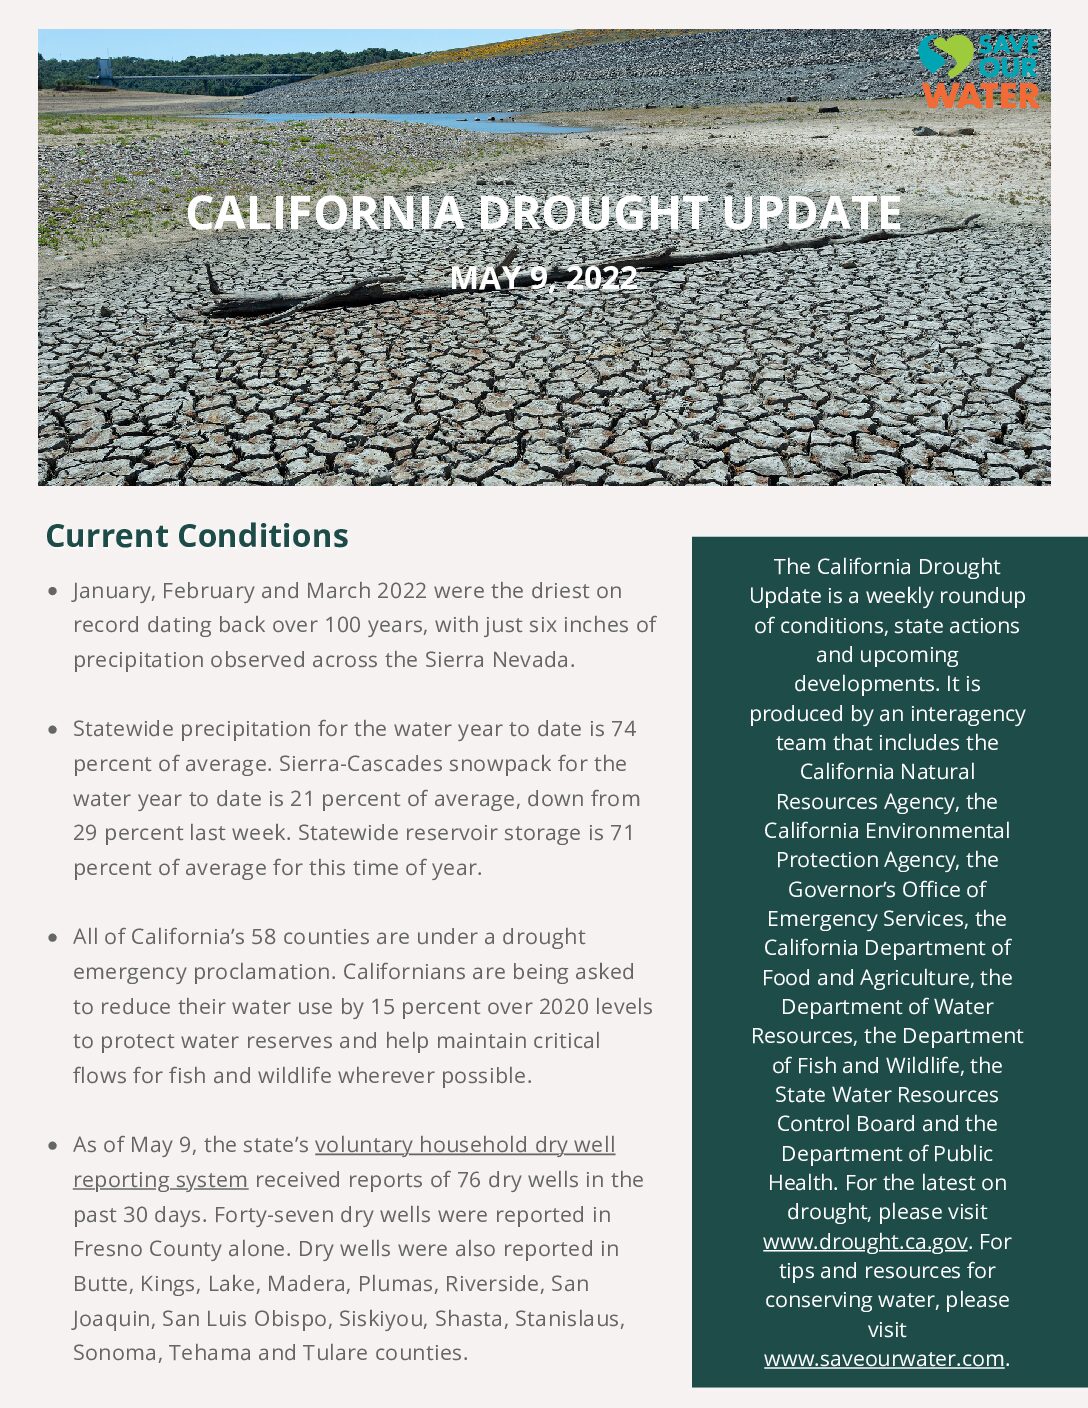 SAVE
OUR
WATER
CALIFORNIA DROUGHT UPDATE
MAY 9, 2022
Current Conditions
• January, February and March 2022 were the driest on
record dating back over 100 years, with just six inches of
precipitation observed across the Sierra Nevada.
• Statewide precipitation for the water year to date is 74
percent of average. Sierra-Cascades snowpack for the
water year to date is 21 percent of average, down from
29 percent last week. Statewide reservoir storage is 71
percent of average for this time of year.
• All of California’s 58 counties are under a drought
emergency proclamation. Californians are being asked
to reduce their water use by 15 percent over 2020 levels
to protect water reserves and help maintain critical
flows for fish and wildlife wherever possible.
• As of May 9, the state’s voluntary household dry well
reporting system received reports of 76 dry wells in the
past 30 days. Forty-seven dry wells were reported in
Fresno County alone. Dry wells were also reported in
Butte, Kings, Lake, Madera, Plumas, Riverside, San
Joaquin, San Luis Obispo, Siskiyou, Shasta, Stanislaus,
Sonoma, Tehama and Tulare counties.
The California Drought
Update is a weekly roundup
of conditions, state actions
and upcoming
developments. It is
produced by an interagency
team that includes the
California Natural
Resources Agency, the
California Environmental
Protection Agency, the
Governor’s Office of
Emergency Services, the
California Department of
Food and Agriculture, the
Department of Water
Resources, the Department
of Fish and Wildlife, the
State Water Resources
Control Board and the
Department of Public
Health. For the latest on
drought, please visit
www.drought.ca.gov. For
tips and resources for
conserving water, please
visit
www.saveourwater.com.